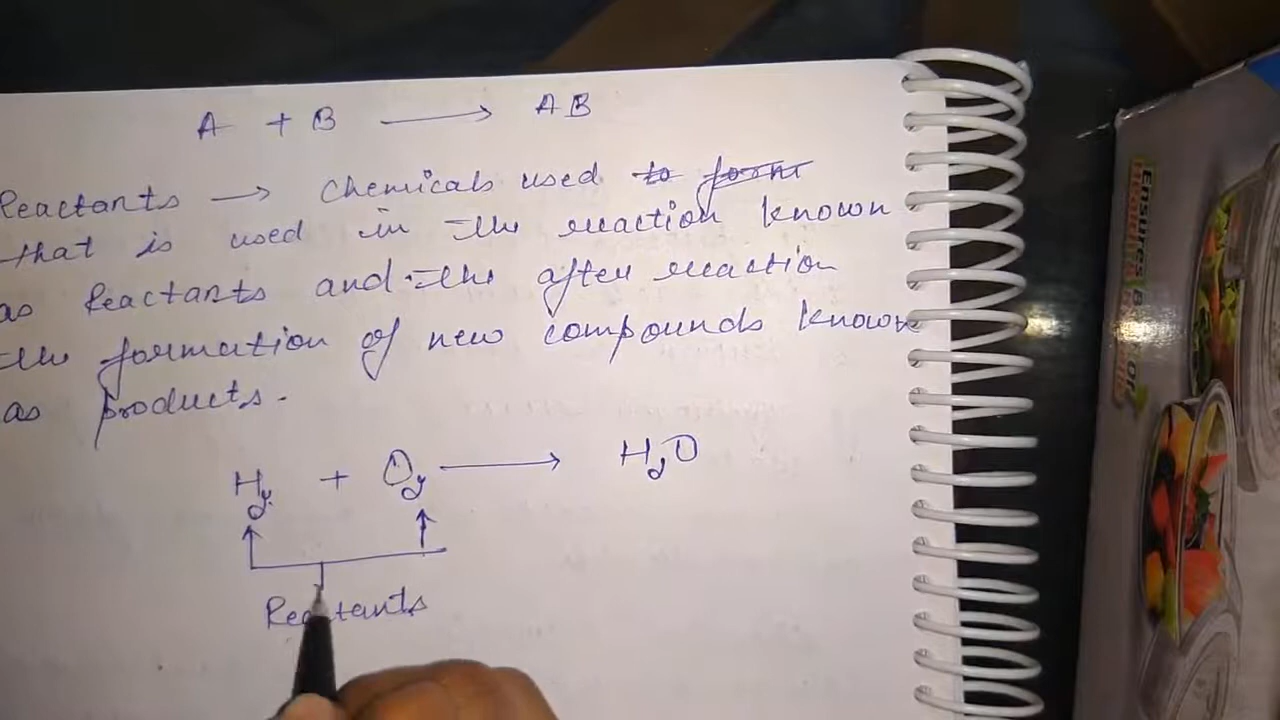 A + B ⟶ AB
Reactants → Chemicals used to form
that is used in the reaction known
as Reactants and the after reaction
the formation of new compounds known
as products.
H₂ + O₂ ⟶ H₂O
Reactants
Ensures B